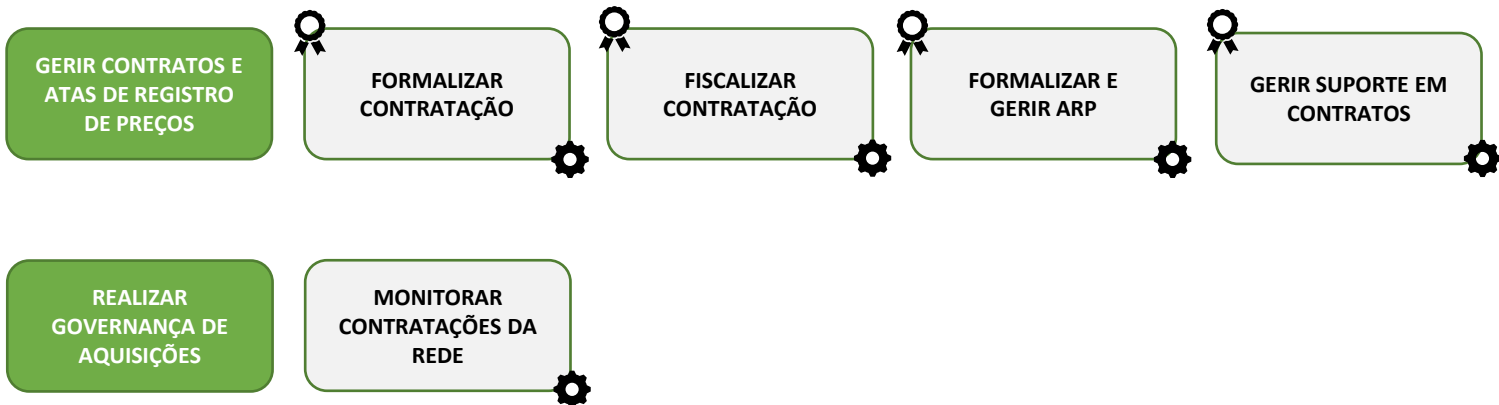 GERIR CONTRATOS E
ATAS DE REGISTRO
DE PREÇOS
FORMALIZAR
CONTRATAÇÃO
FISCALIZAR
CONTRATAÇÃO
FORMALIZAR E
GERIR ARP
GERIR SUPORTE EM
CONTRATOS
REALIZAR
GOVERNANÇA DE
AQUISIÇÕES
MONITORAR
CONTRATAÇÕES DA
REDE